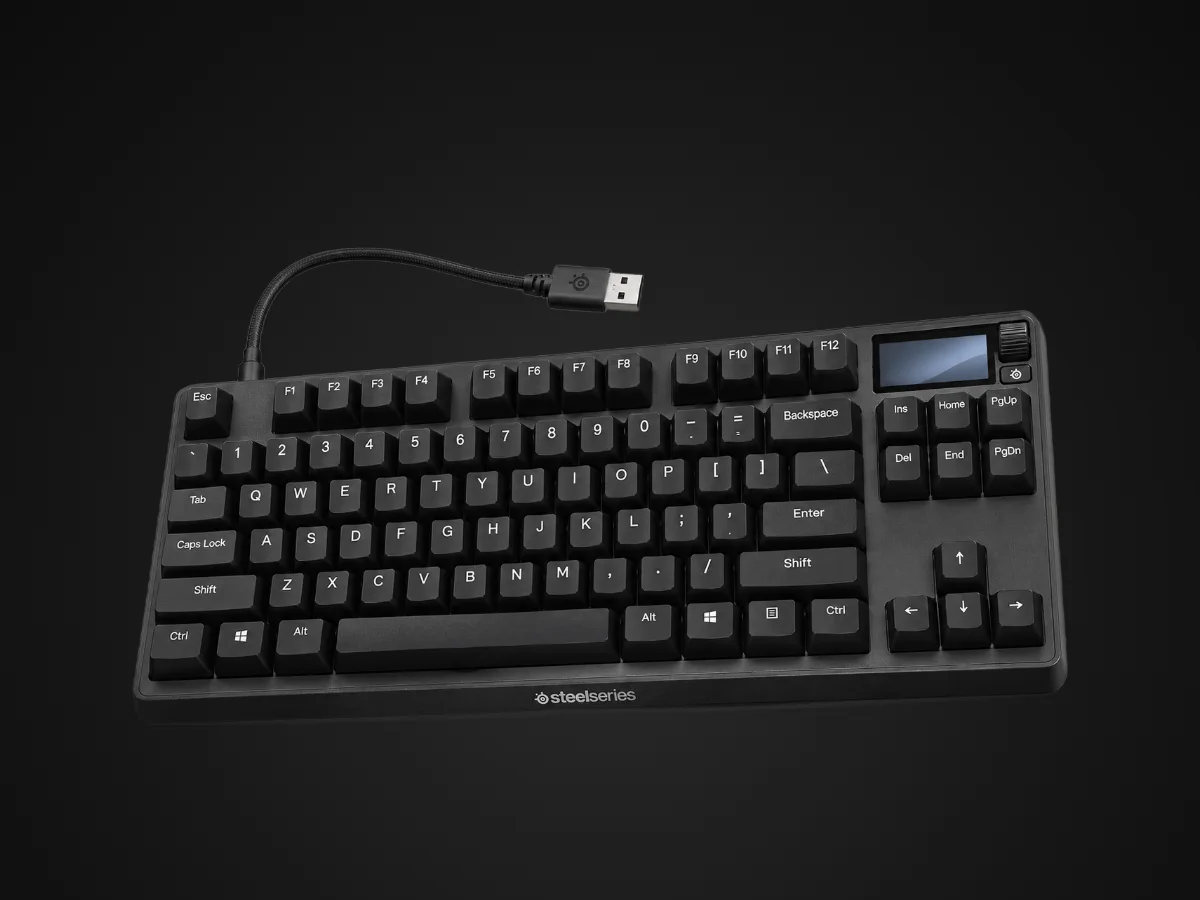 Esc F1 F2 F3 F4 F5 F6 F7 F8 F9 F10 F11 F12
` 1 2 3 4 5 6 7 8 9 0 - = Backspace Ins Home PgUp
Tab Q W E R T Y U I O P [ ] \ Del End PgDn
Caps Lock A S D F G H J K L ; ' Enter
Shift Z X C V B N M , . / Shift ↑
Ctrl Alt Alt Ctrl ← ↓ →
steelseries